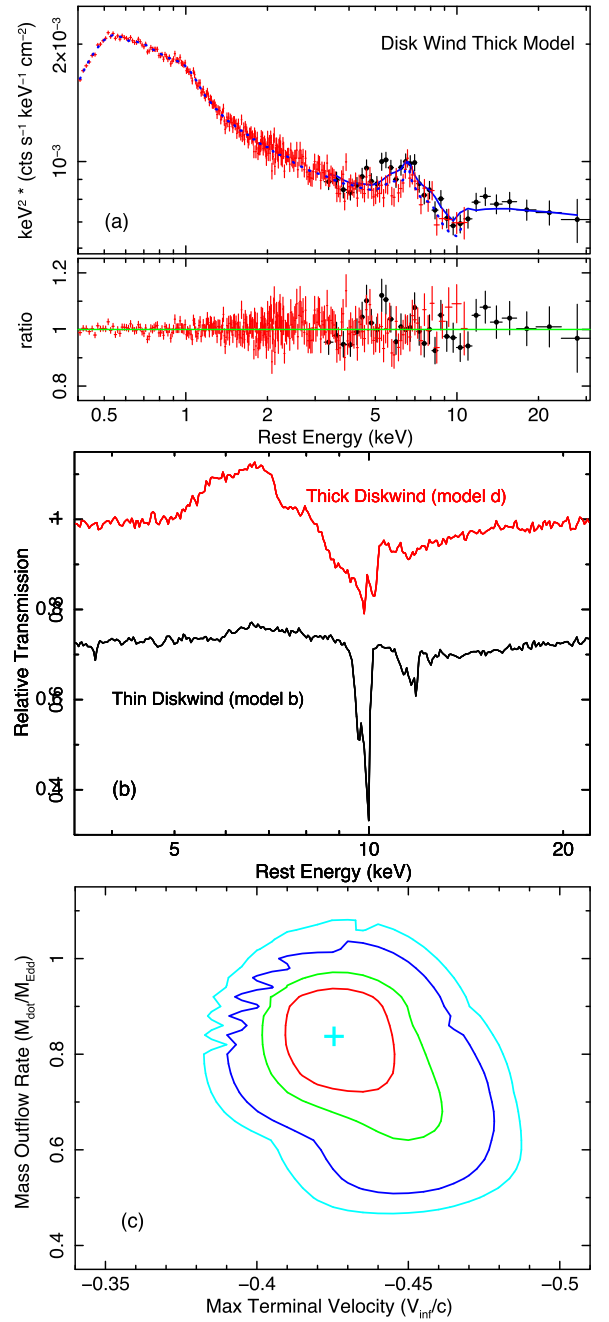 Disk Wind Thick Model
keV² * (cts s⁻¹ keV⁻¹ cm⁻²)
2×10⁻³
10⁻³
(a)
ratio
1.2
1
0.8
0.5 1 2 5 10 20
Rest Energy (keV)
Thick Diskwind (model d)
Relative Transmission
1
0.8
0.6
0.4
Thin Diskwind (model b)
(b)
5 10 20
Rest Energy (keV)
Mass Outflow Rate (M_dot/M_Edd)
1
0.8
0.6
0.4
(c)
−0.35 −0.4 −0.45 −0.5
Max Terminal Velocity (V_inf/c)